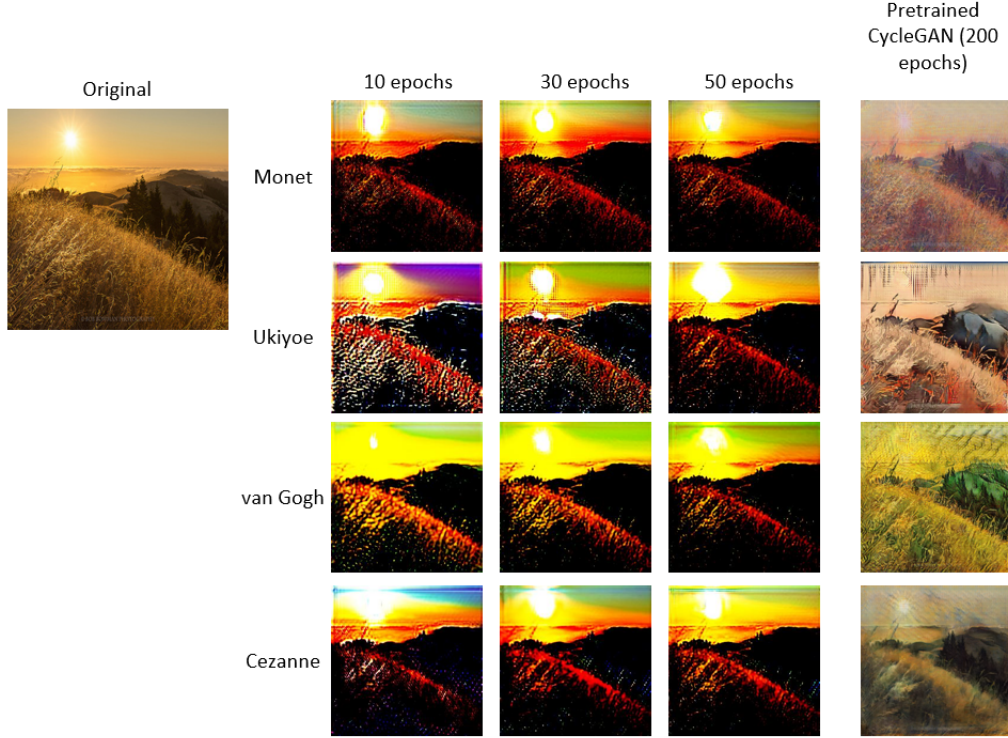 Pretrained
CycleGAN (200
epochs)
Original
10 epochs
30 epochs
50 epochs
Monet
Ukiyoe
van Gogh
Cezanne